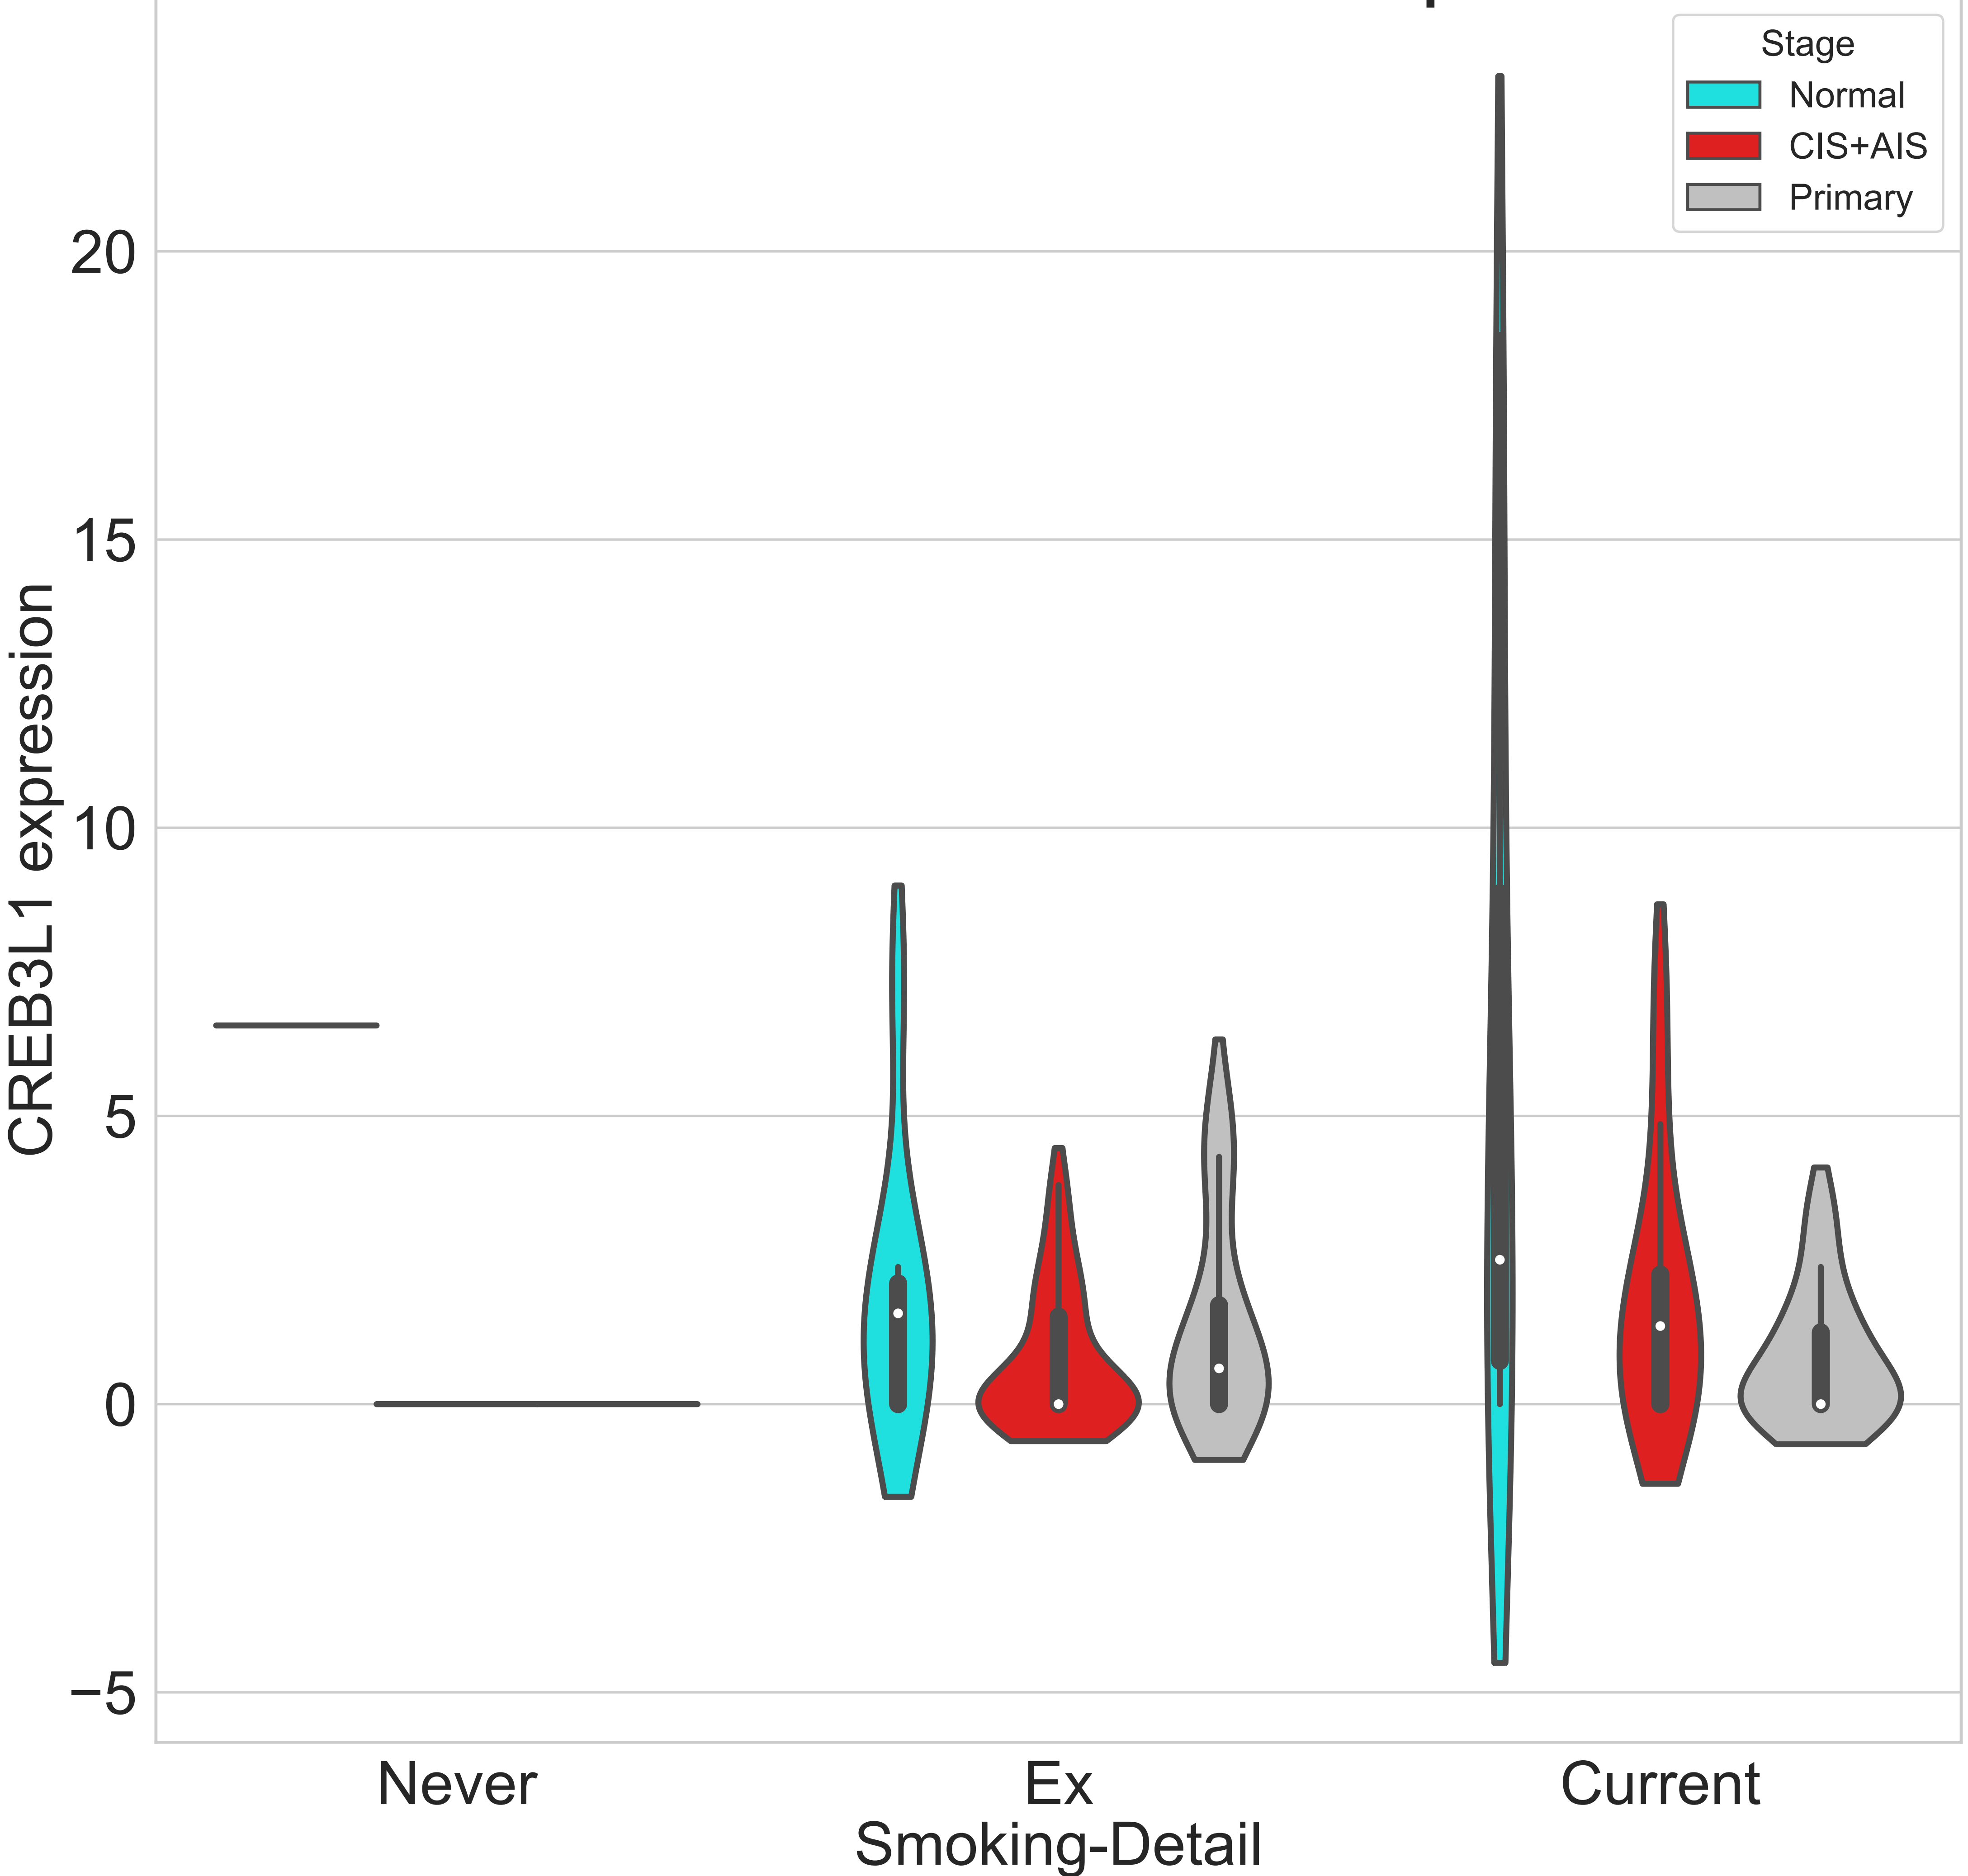 Stage
Normal
CIS+AIS
Primary
20
15
10
5
0
−5
CREB3L1 expression
Never
Ex
Current
Smoking-Detail